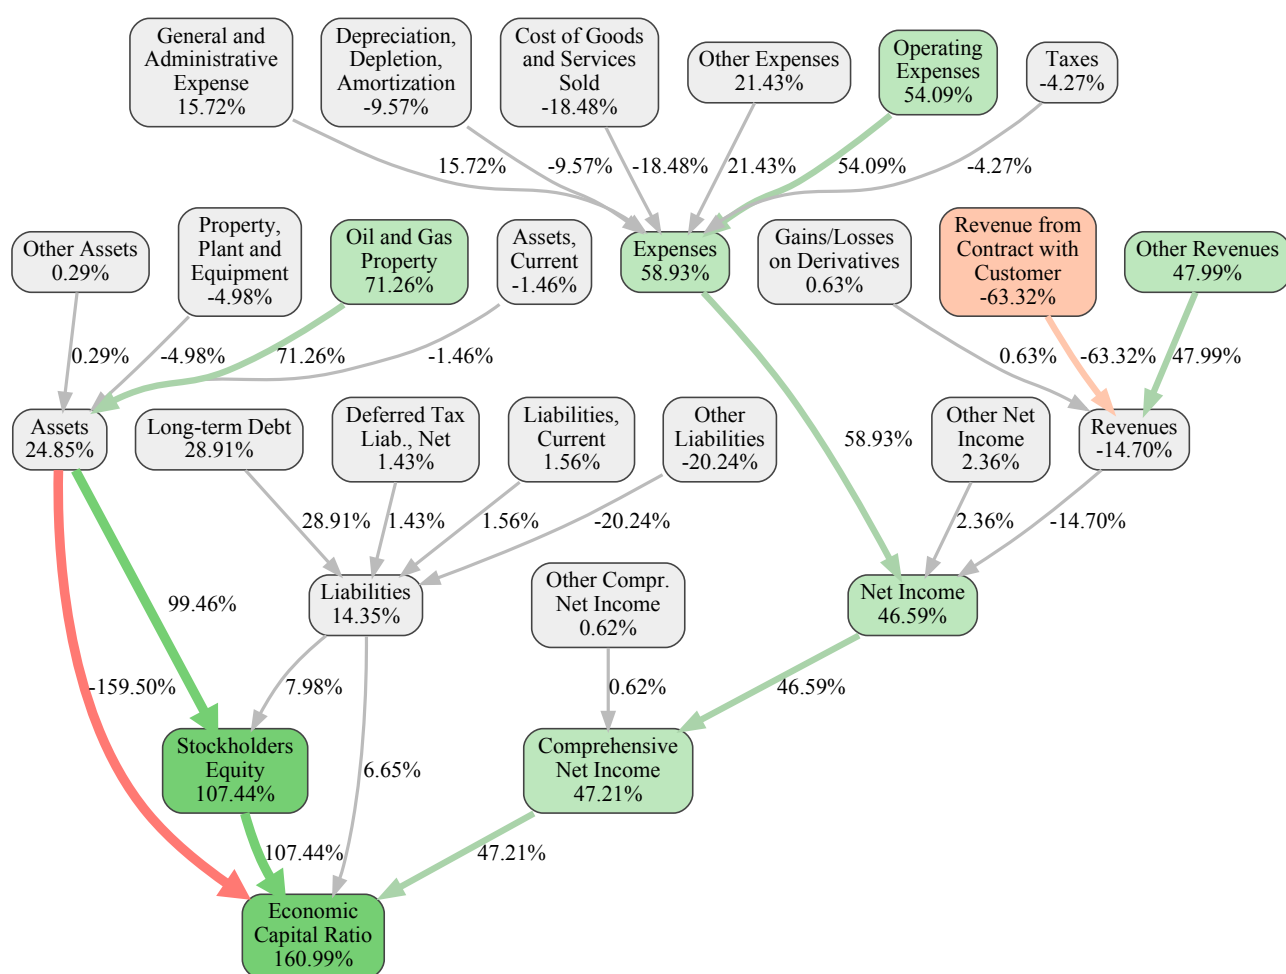 General and
Administrative
Expense
15.72%
Depreciation,
Depletion,
Amortization
-9.57%
Cost of Goods
and Services
Sold
-18.48%
Other Expenses
21.43%
Operating
Expenses
54.09%
Taxes
-4.27%
15.72%
-9.57%
-18.48%
21.43%
54.09%
-4.27%
Other Assets
0.29%
Property,
Plant and
Equipment
-4.98%
Oil and Gas
Property
71.26%
Assets,
Current
-1.46%
Expenses
58.93%
Gains/Losses
on Derivatives
0.63%
Revenue from
Contract with
Customer
-63.32%
Other Revenues
47.99%
0.29%
-4.98%
71.26%
-1.46%
0.63%
-63.32%
47.99%
Assets
24.85%
Long-term Debt
28.91%
Deferred Tax
Liab., Net
1.43%
Liabilities,
Current
1.56%
Other
Liabilities
-20.24%
58.93%
Other Net
Income
2.36%
Revenues
-14.70%
28.91%
1.43%
1.56%
-20.24%
2.36%
-14.70%
99.46%
Liabilities
14.35%
Other Compr.
Net Income
0.62%
Net Income
46.59%
-159.50%
7.98%
0.62%
46.59%
Stockholders
Equity
107.44%
6.65%
Comprehensive
Net Income
47.21%
107.44%
47.21%
Economic
Capital Ratio
160.99%